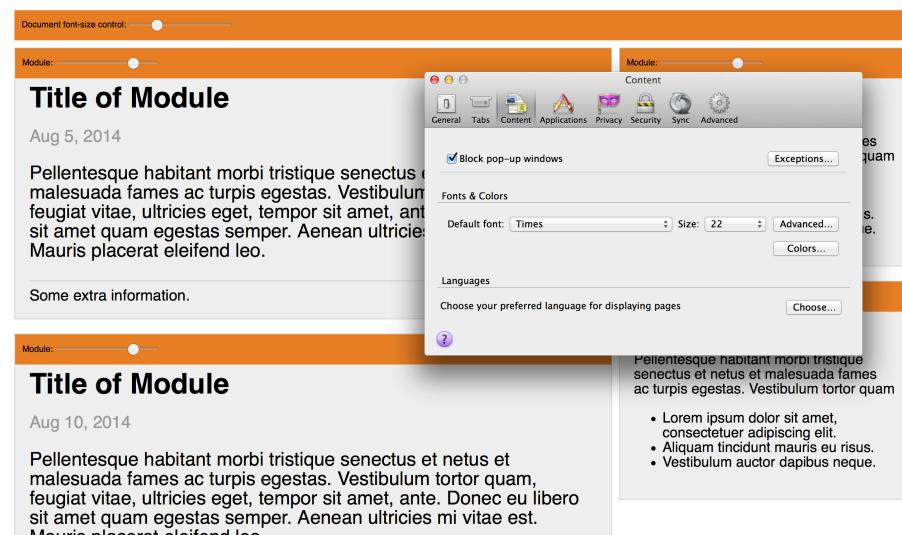 Document font-size control:
Module:
Title of Module
Aug 5, 2014
Pellentesque habitant morbi tristique senectus
malesuada fames ac turpis egestas. Vestibulum
feugiat vitae, ultricies eget, tempor sit amet, ant
sit amet quam egestas semper. Aenean ultricies
Mauris placerat eleifend leo.
Some extra information.
Module:
Title of Module
Aug 10, 2014
Pellentesque habitant morbi tristique senectus et netus et
malesuada fames ac turpis egestas. Vestibulum tortor quam,
feugiat vitae, ultricies eget, tempor sit amet, ante. Donec eu libero
sit amet quam egestas semper. Aenean ultricies mi vitae est.
Mauris placerat eleifend leo.
Module:
es
quam
s.
e.
Content
General Tabs Content Applications Privacy Security Sync Advanced
Block pop-up windows Exceptions...
Fonts & Colors
Default font: Times Size: 22 Advanced...
Colors...
Languages
Choose your preferred language for displaying pages Choose...
?
Pellentesque habitant morbi tristique
senectus et netus et malesuada fames
ac turpis egestas. Vestibulum tortor quam
• Lorem ipsum dolor sit amet,
consectetuer adipiscing elit.
• Aliquam tincidunt mauris eu risus.
• Vestibulum auctor dapibus neque.